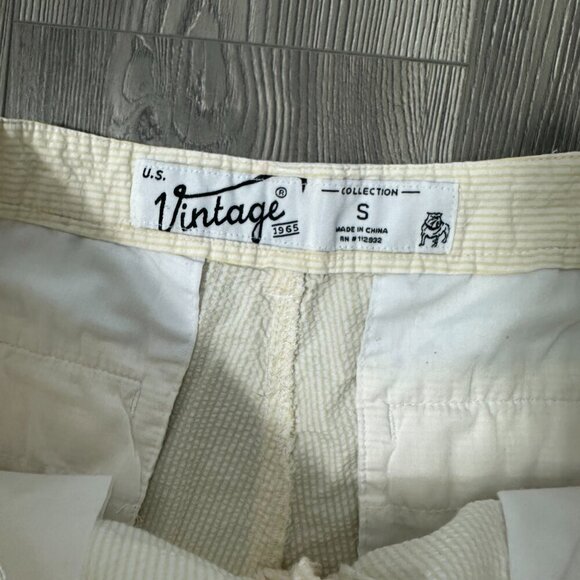 U.S.
Vintage®
1965
COLLECTION
S
MADE IN CHINA
RN #112932